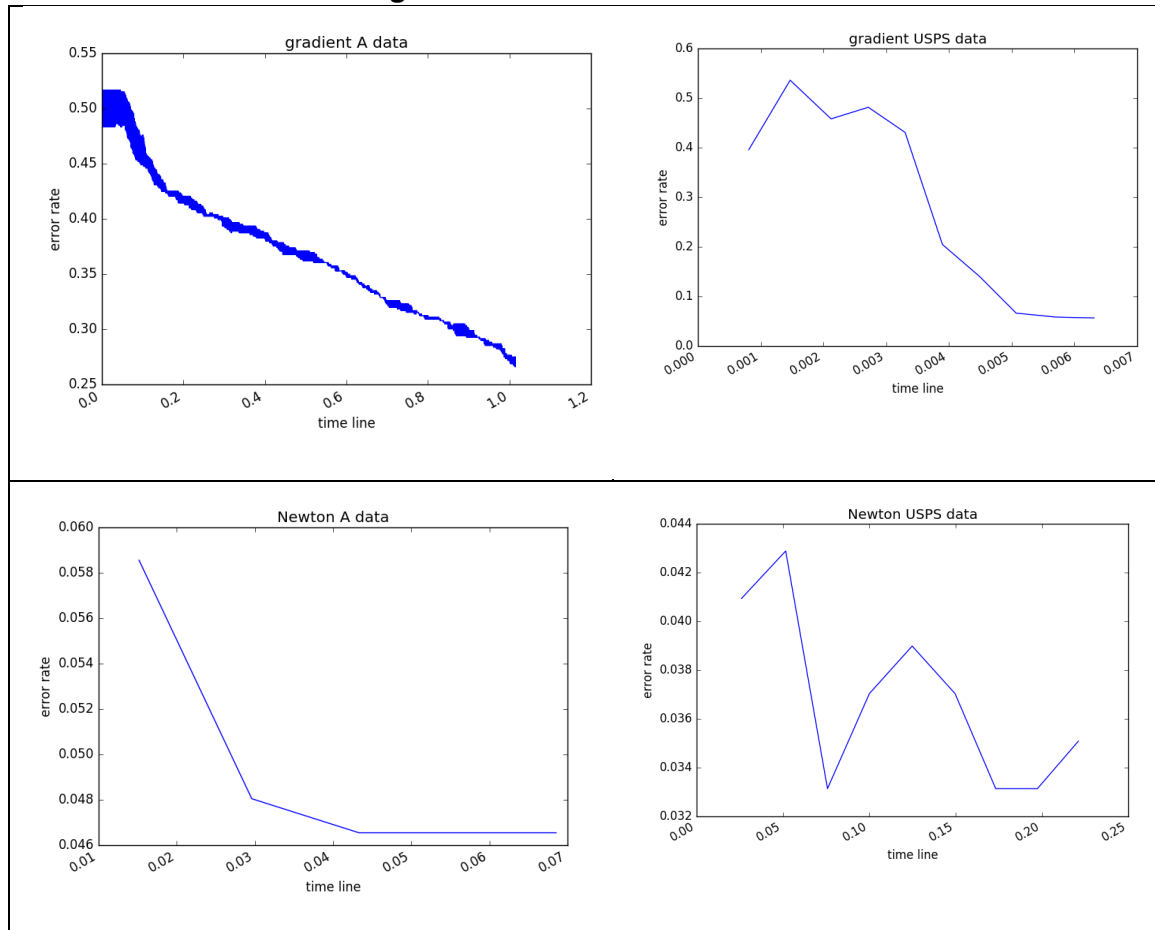 g
gradient A data
0.55
0.50
0.45
0.40
0.35
0.30
0.25
error rate
0.0 0.2 0.4 0.6 0.8 1.0 1.2
time line
gradient USPS data
0.6
0.5
0.4
0.3
0.2
0.1
0.0
error rate
0.000 0.001 0.002 0.003 0.004 0.005 0.006 0.007
time line
Newton A data
0.060
0.058
0.056
0.054
0.052
0.050
0.048
0.046
error rate
0.01 0.02 0.03 0.04 0.05 0.06 0.07
time line
Newton USPS data
0.044
0.042
0.040
0.038
0.036
0.034
0.032
error rate
0.00 0.05 0.10 0.15 0.20 0.25
time line